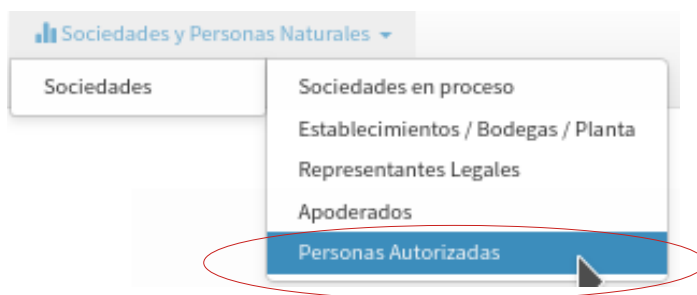 Sociedades y Personas Naturales
Sociedades
Sociedades en proceso
Establecimientos / Bodegas / Planta
Representantes Legales
Apoderados
Personas Autorizadas